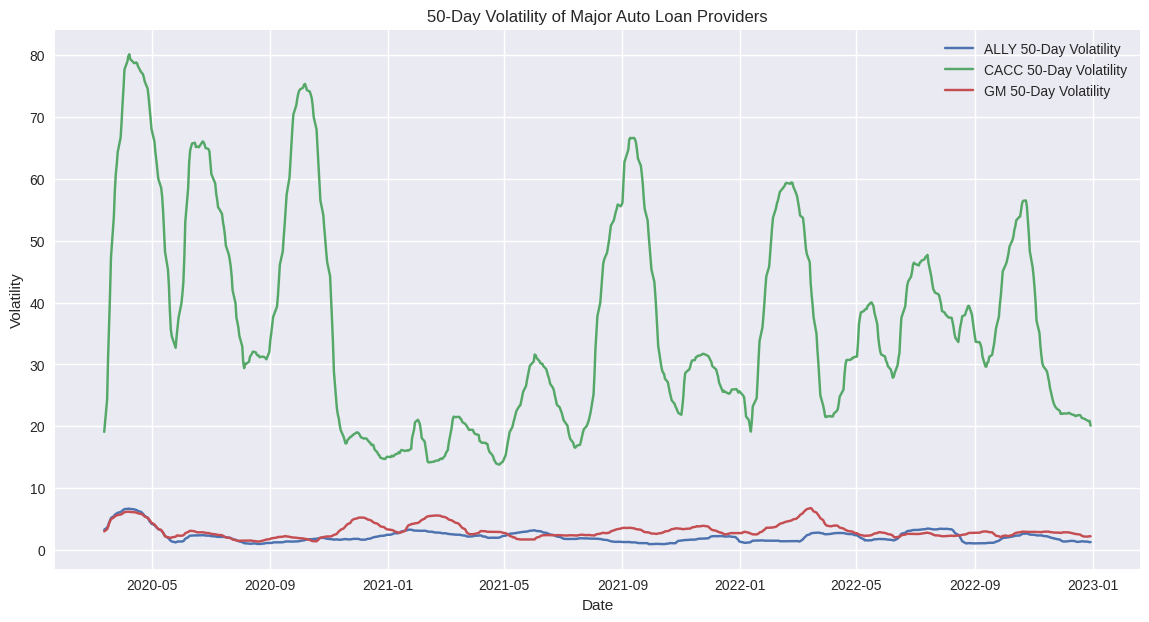 50-Day Volatility of Major Auto Loan Providers
ALLY 50-Day Volatility
CACC 50-Day Volatility
GM 50-Day Volatility
Volatility
80
70
60
50
40
30
20
10
0
2020-05 2020-09 2021-01 2021-05 2021-09 2022-01 2022-05 2022-09 2023-01
Date